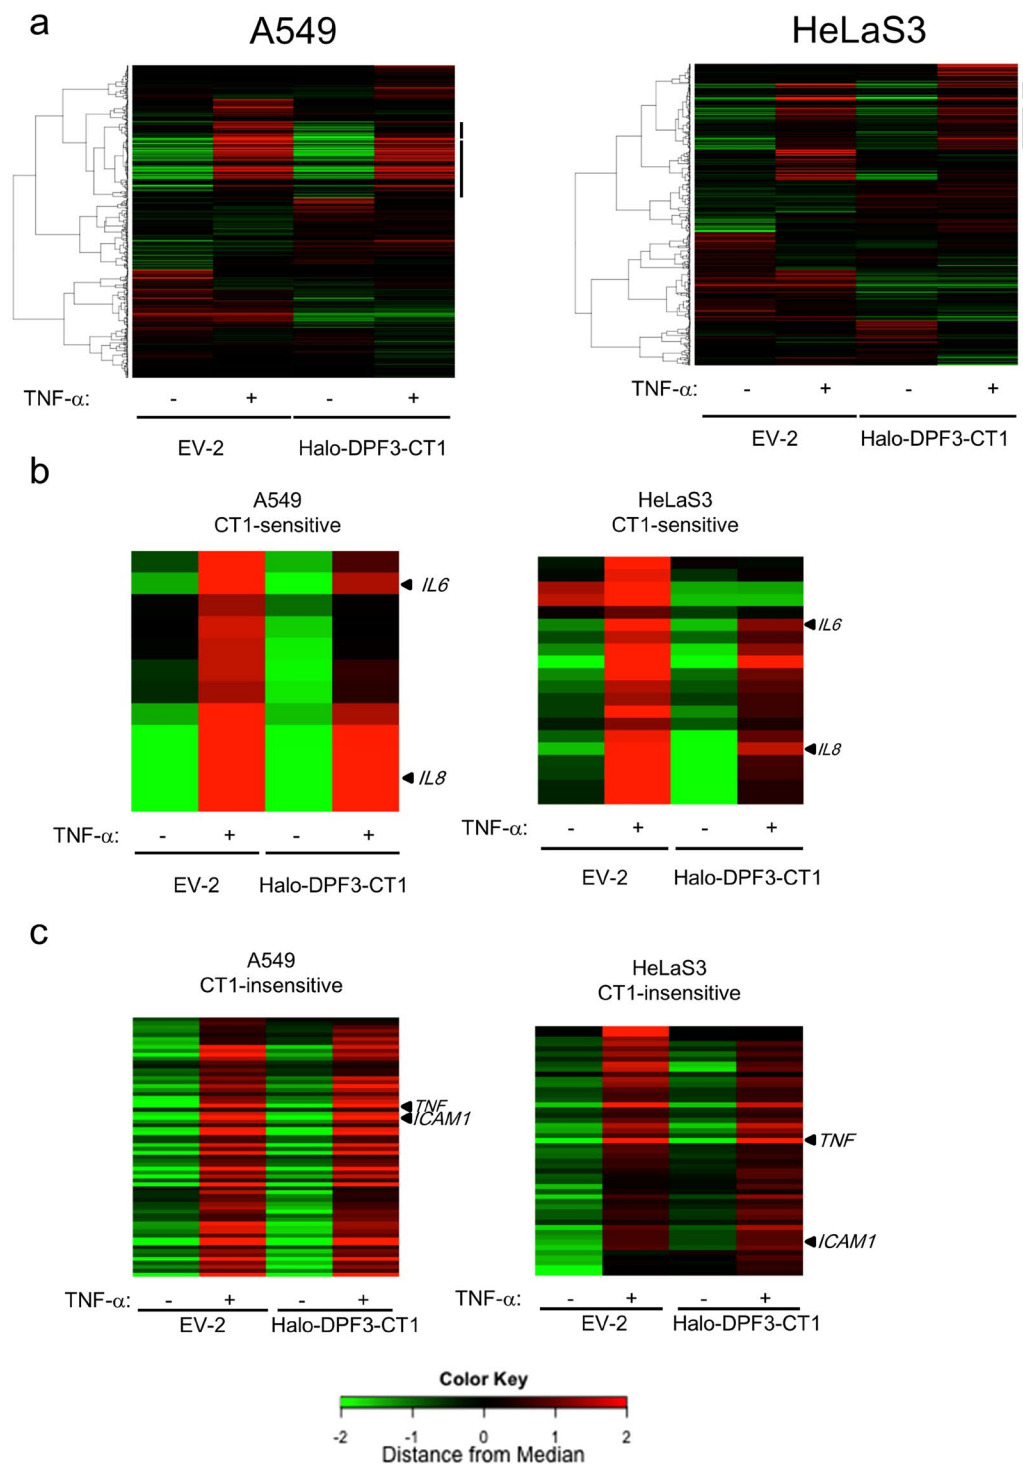 a
A549
HeLaS3
TNF-α: - + - +
EV-2 Halo-DPF3-CT1
TNF-α: - + - +
EV-2 Halo-DPF3-CT1
b
A549
CT1-sensitive
IL6
IL8
TNF-α: - + - +
EV-2 Halo-DPF3-CT1
HeLaS3
CT1-sensitive
IL6
IL8
TNF-α: - + - +
EV-2 Halo-DPF3-CT1
c
A549
CT1-insensitive
TNF
ICAM1
TNF-α: - + - +
EV-2 Halo-DPF3-CT1
HeLaS3
CT1-insensitive
TNF
ICAM1
TNF-α: - + - +
EV-2 Halo-DPF3-CT1
Color Key
-2 -1 0 1 2
Distance from Median